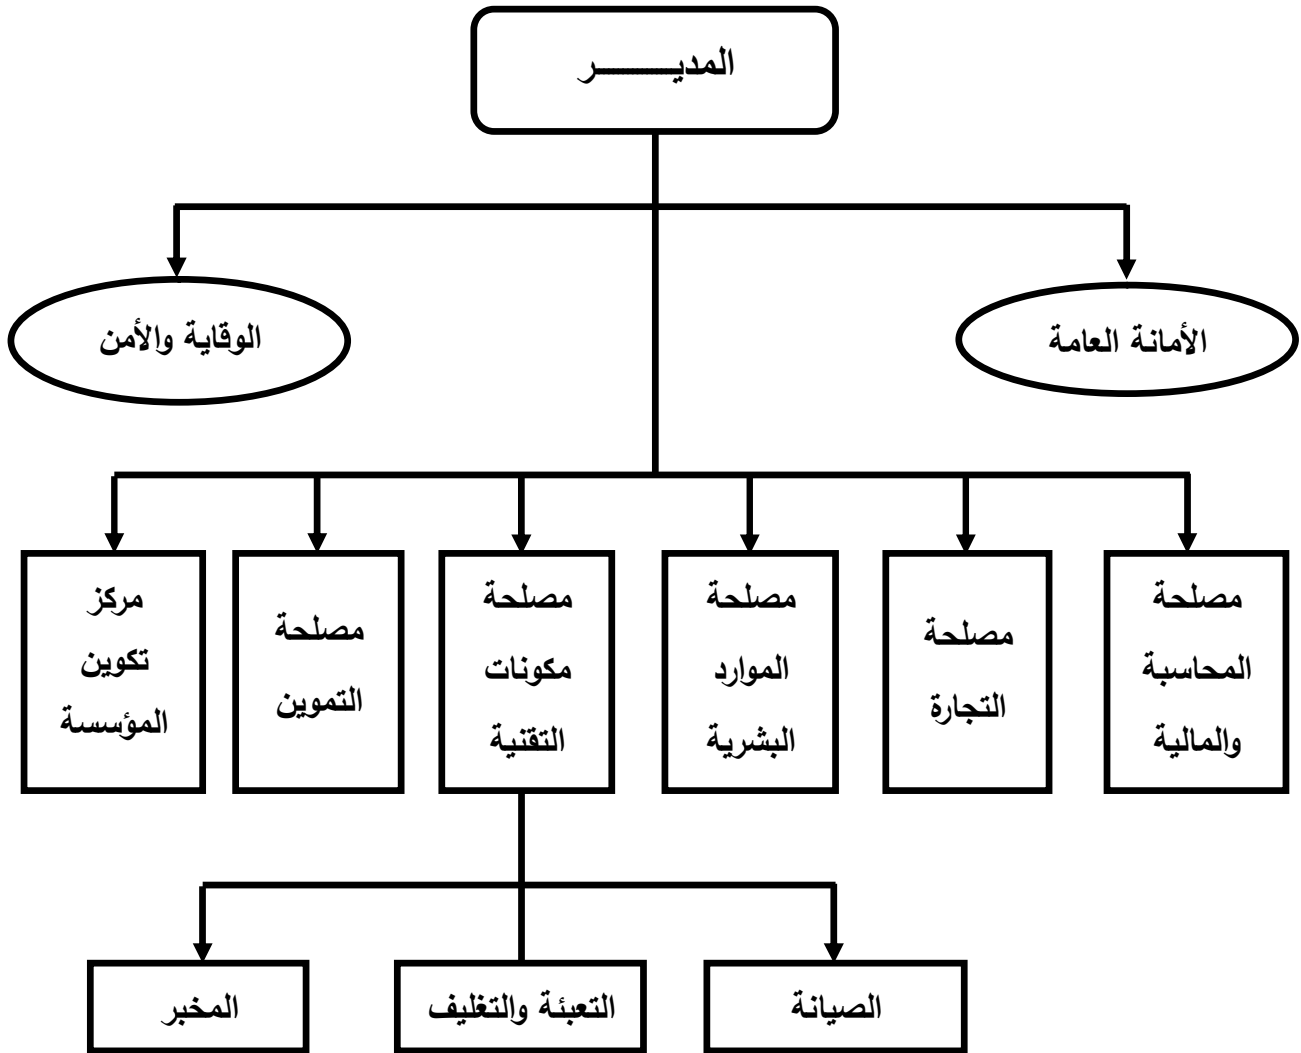 المديـــــــــر
الأمانة العامة
الوقاية والأمن
مصلحة
المحاسبة
والمالية
مصلحة
التجارة
مصلحة
الموارد
البشرية
مصلحة
مكونات
التقنية
مصلحة
التموين
مركز
تكوين
المؤسسة
الصيانة
التعبئة والتغليف
المخبر